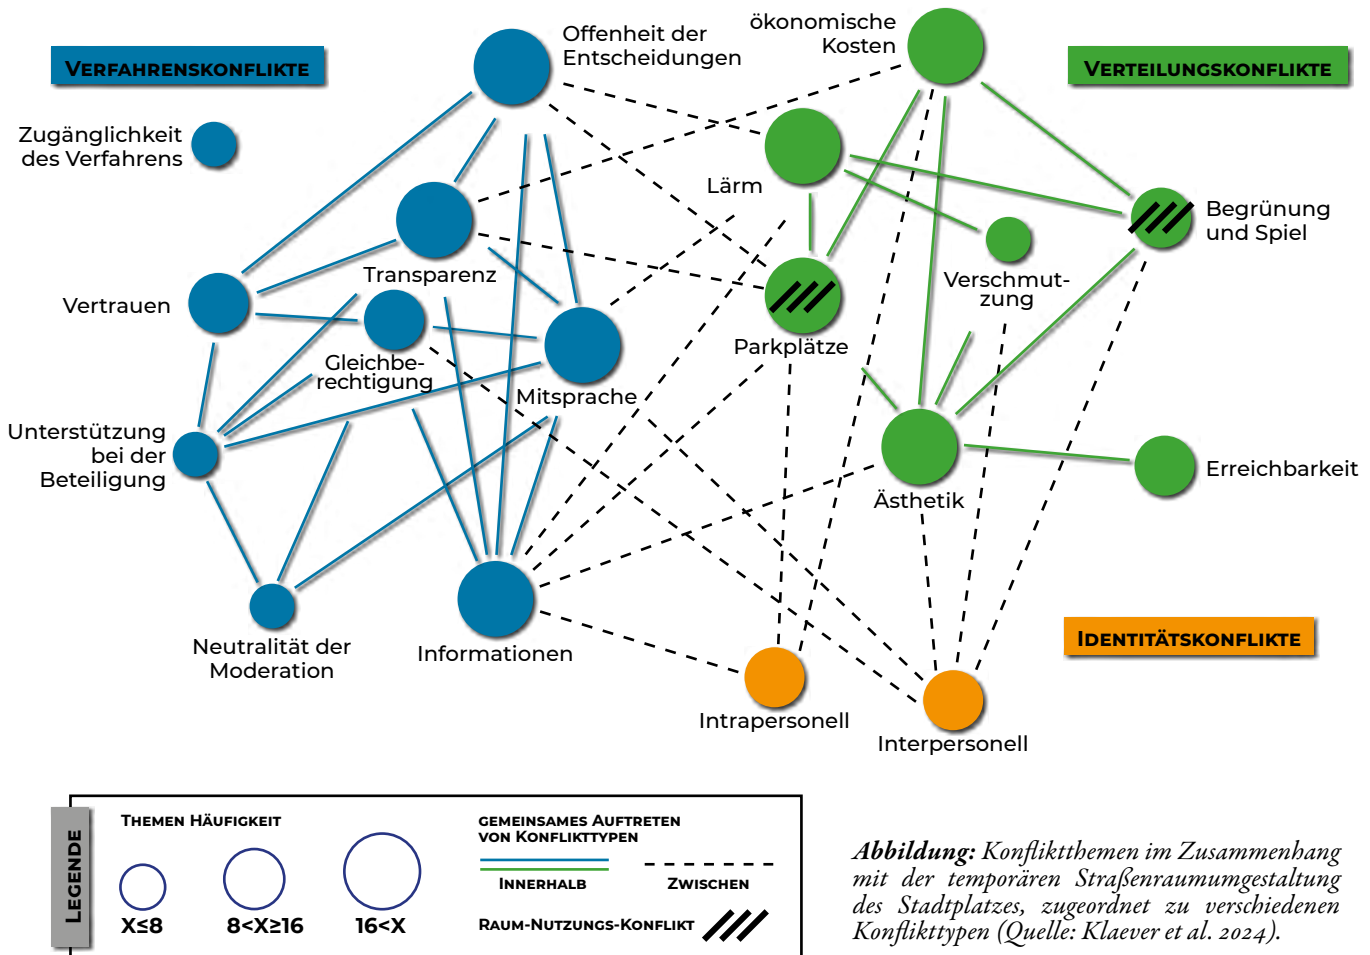 Verfahrenskonflikte
Offenheit der
Entscheidungen
ökonomische
Kosten
Verteilungskonflikte
Zugänglichkeit
des Verfahrens
Lärm
Begrünung
und Spiel
Transparenz
Vertrauen
Verschmut-
zung
Gleichbe-
rechtigung
Parkplätze
Mitsprache
Unterstützung
bei der
Beteiligung
Ästhetik
Erreichbarkeit
Neutralität der
Moderation
Informationen
Identitätskonflikte
Intrapersonell
Interpersonell
Legende
Themen Häufigkeit
X≤8
8<X≥16
16<X
gemeinsames Auftreten
von Konflikttypen
Innerhalb
Zwischen
Raum-Nutzungs-Konflikt
Abbildung: Konfliktthemen im Zusammenhang
mit der temporären Straßenraumumgestaltung
des Stadtplatzes, zugeordnet zu verschiedenen
Konflikttypen (Quelle: Klaever et al. 2024).